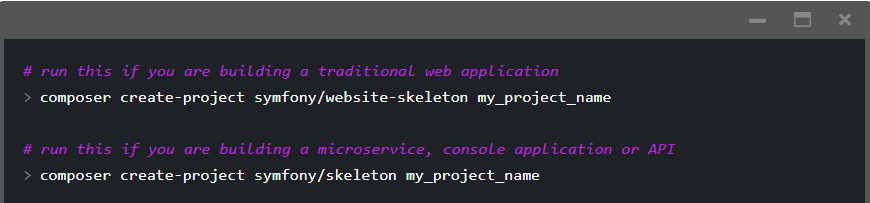 # run this if you are building a traditional web application
> composer create-project symfony/website-skeleton my_project_name
# run this if you are building a microservice, console application or API
> composer create-project symfony/skeleton my_project_name